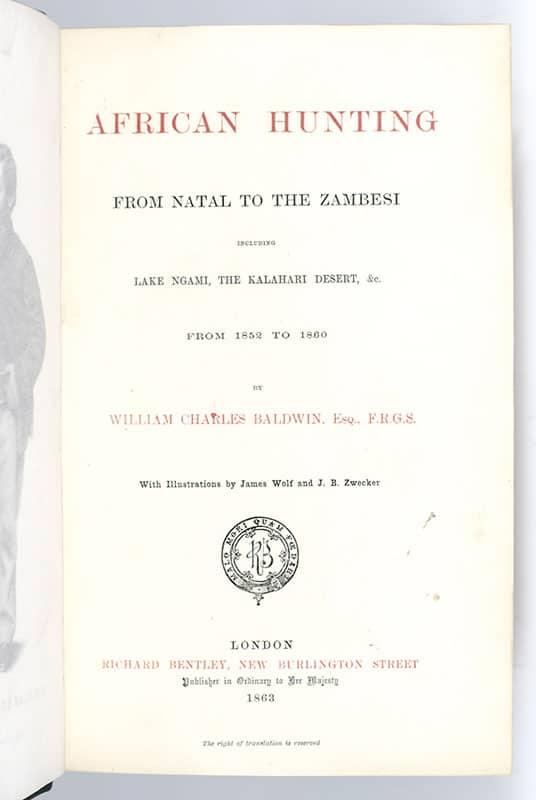 AFRICAN HUNTING
FROM NATAL TO THE ZAMBESI
INCLUDING
LAKE NGAMI, THE KALAHARI DESERT, &c.
FROM 1852 TO 1860
BY
WILLIAM CHARLES BALDWIN, Esq., F.R.G.S.
With Illustrations by James Wolf and J. B. Zwecker
MALO MORI QUAM FŒDARI
RB
LONDON
RICHARD BENTLEY, NEW BURLINGTON STREET
Publisher in Ordinary to Her Majesty
1863
The right of translation is reserved